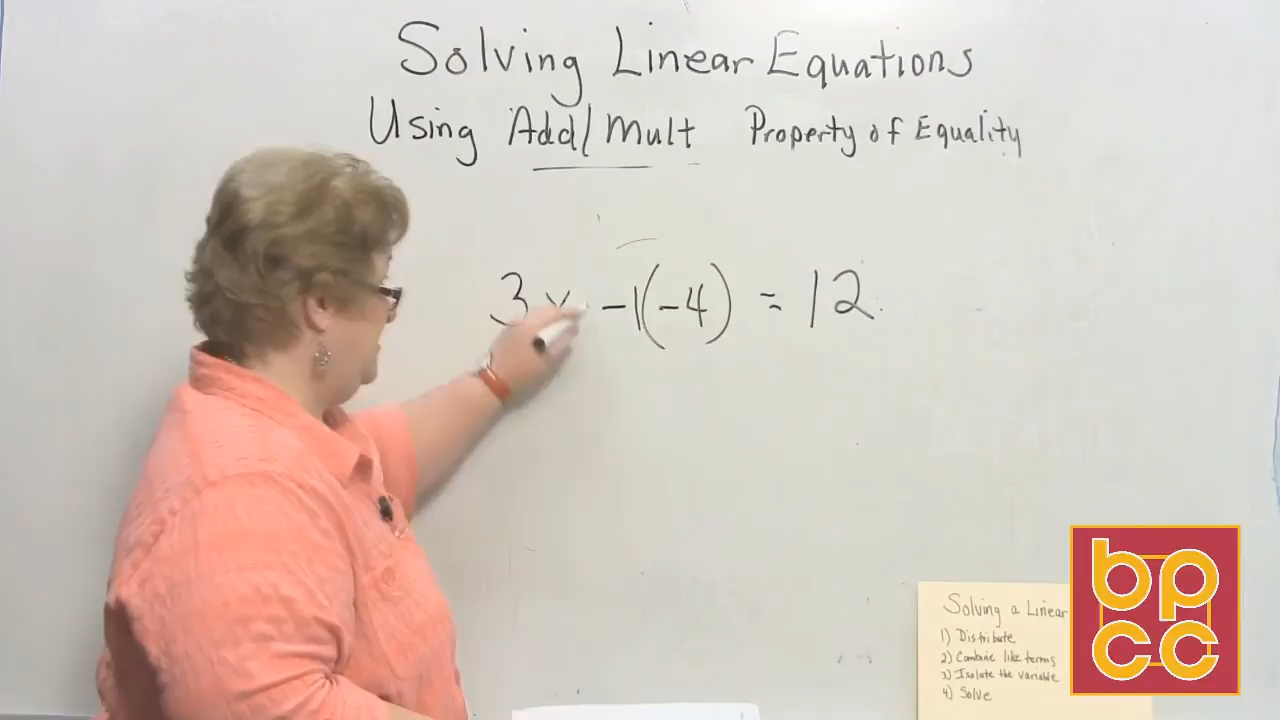 Solving Linear Equations
Using Add/Mult Property of Equality
3x -1(-4) = 12
Solving a Linear
1) Distribute
2) Combine like terms
3) Isolate the variable
4) Solve
bp
cc